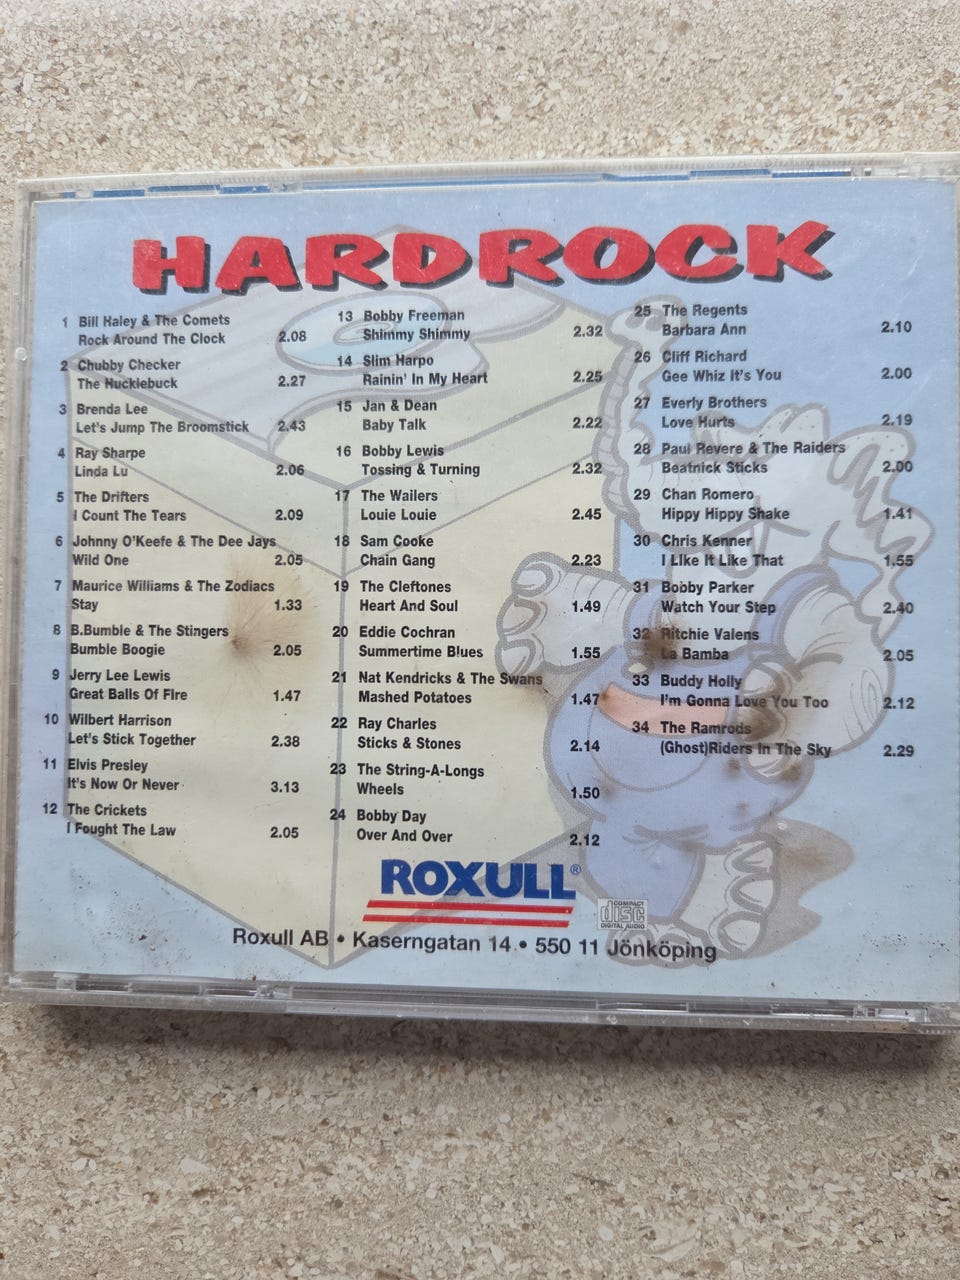 HARDROCK
1 Bill Haley & The Comets
Rock Around The Clock 2.08
2 Chubby Checker
The Hucklebuck 2.27
3 Brenda Lee
Let's Jump The Broomstick 2.43
4 Ray Sharpe
Linda Lu 2.06
5 The Drifters
I Count The Tears 2.09
6 Johnny O'Keefe & The Dee Jays
Wild One 2.05
7 Maurice Williams & The Zodiacs
Stay 1.33
8 B.Bumble & The Stingers
Bumble Boogie 2.05
9 Jerry Lee Lewis
Great Balls Of Fire 1.47
10 Wilbert Harrison
Let's Stick Together 2.38
11 Elvis Presley
It's Now Or Never 3.13
12 The Crickets
I Fought The Law 2.05
13 Bobby Freeman
Shimmy Shimmy 2.32
14 Slim Harpo
Rainin' In My Heart 2.25
15 Jan & Dean
Baby Talk 2.22
16 Bobby Lewis
Tossing & Turning 2.32
17 The Wailers
Louie Louie 2.45
18 Sam Cooke
Chain Gang 2.23
19 The Cleftones
Heart And Soul 1.49
20 Eddie Cochran
Summertime Blues 1.55
21 Nat Kendricks & The Swans
Mashed Potatoes 1.47
22 Ray Charles
Sticks & Stones 2.14
23 The String-A-Longs
Wheels 1.50
24 Bobby Day
Over And Over 2.12
25 The Regents
Barbara Ann 2.10
26 Cliff Richard
Gee Whiz It's You 2.00
27 Everly Brothers
Love Hurts 2.19
28 Paul Revere & The Raiders
Beatnick Sticks 2.00
29 Chan Romero
Hippy Hippy Shake 1.41
30 Chris Kenner
I LIke It Like That 1.55
31 Bobby Parker
Watch Your Step 2.40
32 Ritchie Valens
La Bamba 2.05
33 Buddy Holly
I'm Gonna Love You Too 2.12
34 The Ramrods
(Ghost)Riders In The Sky 2.29
ROXULL®
COMPACT
disc
DIGITAL AUDIO
Roxull AB • Kaserngatan 14 • 550 11 Jönköping